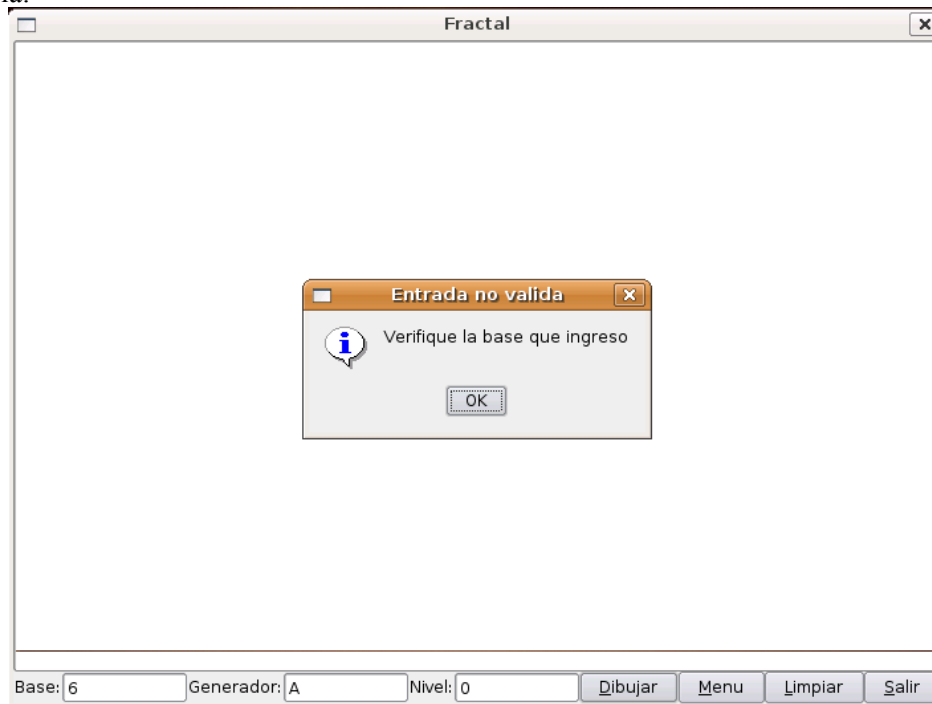 Fractal
Entrada no valida
Verifique la base que ingreso
OK
Base: 6 Generador: A Nivel: 0 Dibujar Menu Limpiar Salir